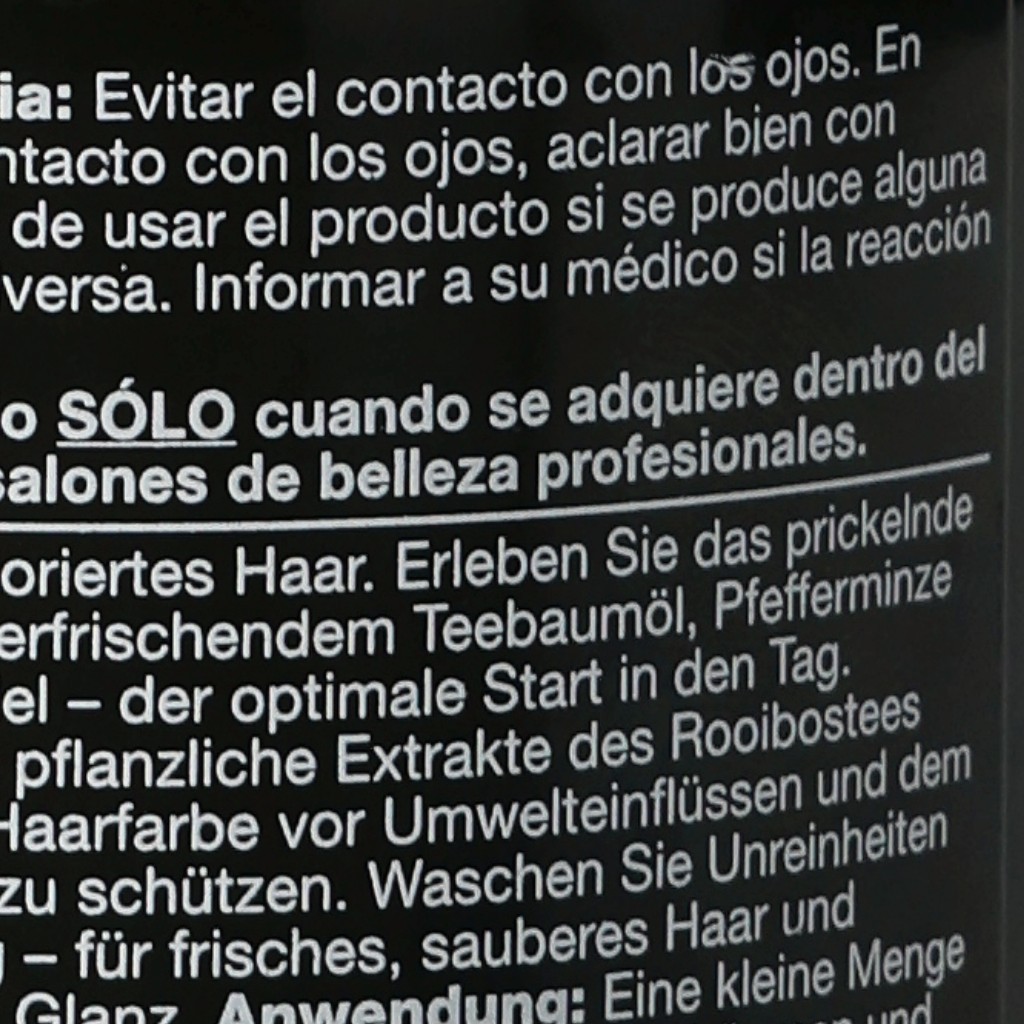 ia: Evitar el contacto con los ojos. En
ntacto con los ojos, aclarar bien con
de usar el producto si se produce alguna
versa. Informar a su médico si la reacción
o SÓLO cuando se adquiere dentro del
salones de belleza profesionales.
oriertes Haar. Erleben Sie das prickelnde
erfrischendem Teebaumöl, Pfefferminze
el – der optimale Start in den Tag.
pflanzliche Extrakte des Rooibostees
Haarfarbe vor Umwelteinflüssen und dem
zu schützen. Waschen Sie Unreinheiten
g – für frisches, sauberes Haar und
Glanz. Anwendung: Eine kleine Menge
und